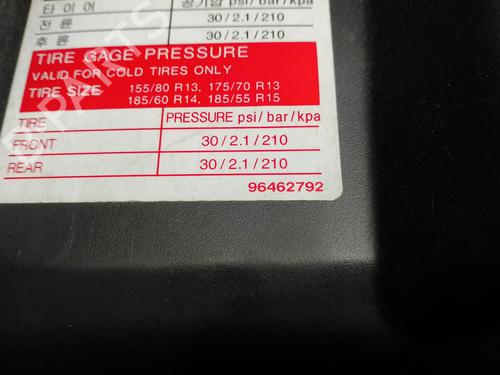 타이어 공기압 psi/bar/kpa
전륜 30/2.1/210
후륜 30/2.1/210
TIRE GAGE PRESSURE
VALID FOR COLD TIRES ONLY
TIRE SIZE 155/80 R13, 175/70 R13
185/60 R14, 185/55 R15
TIRE PRESSURE psi/bar/kpa
FRONT 30/2.1/210
REAR 30/2.1/210
96462792